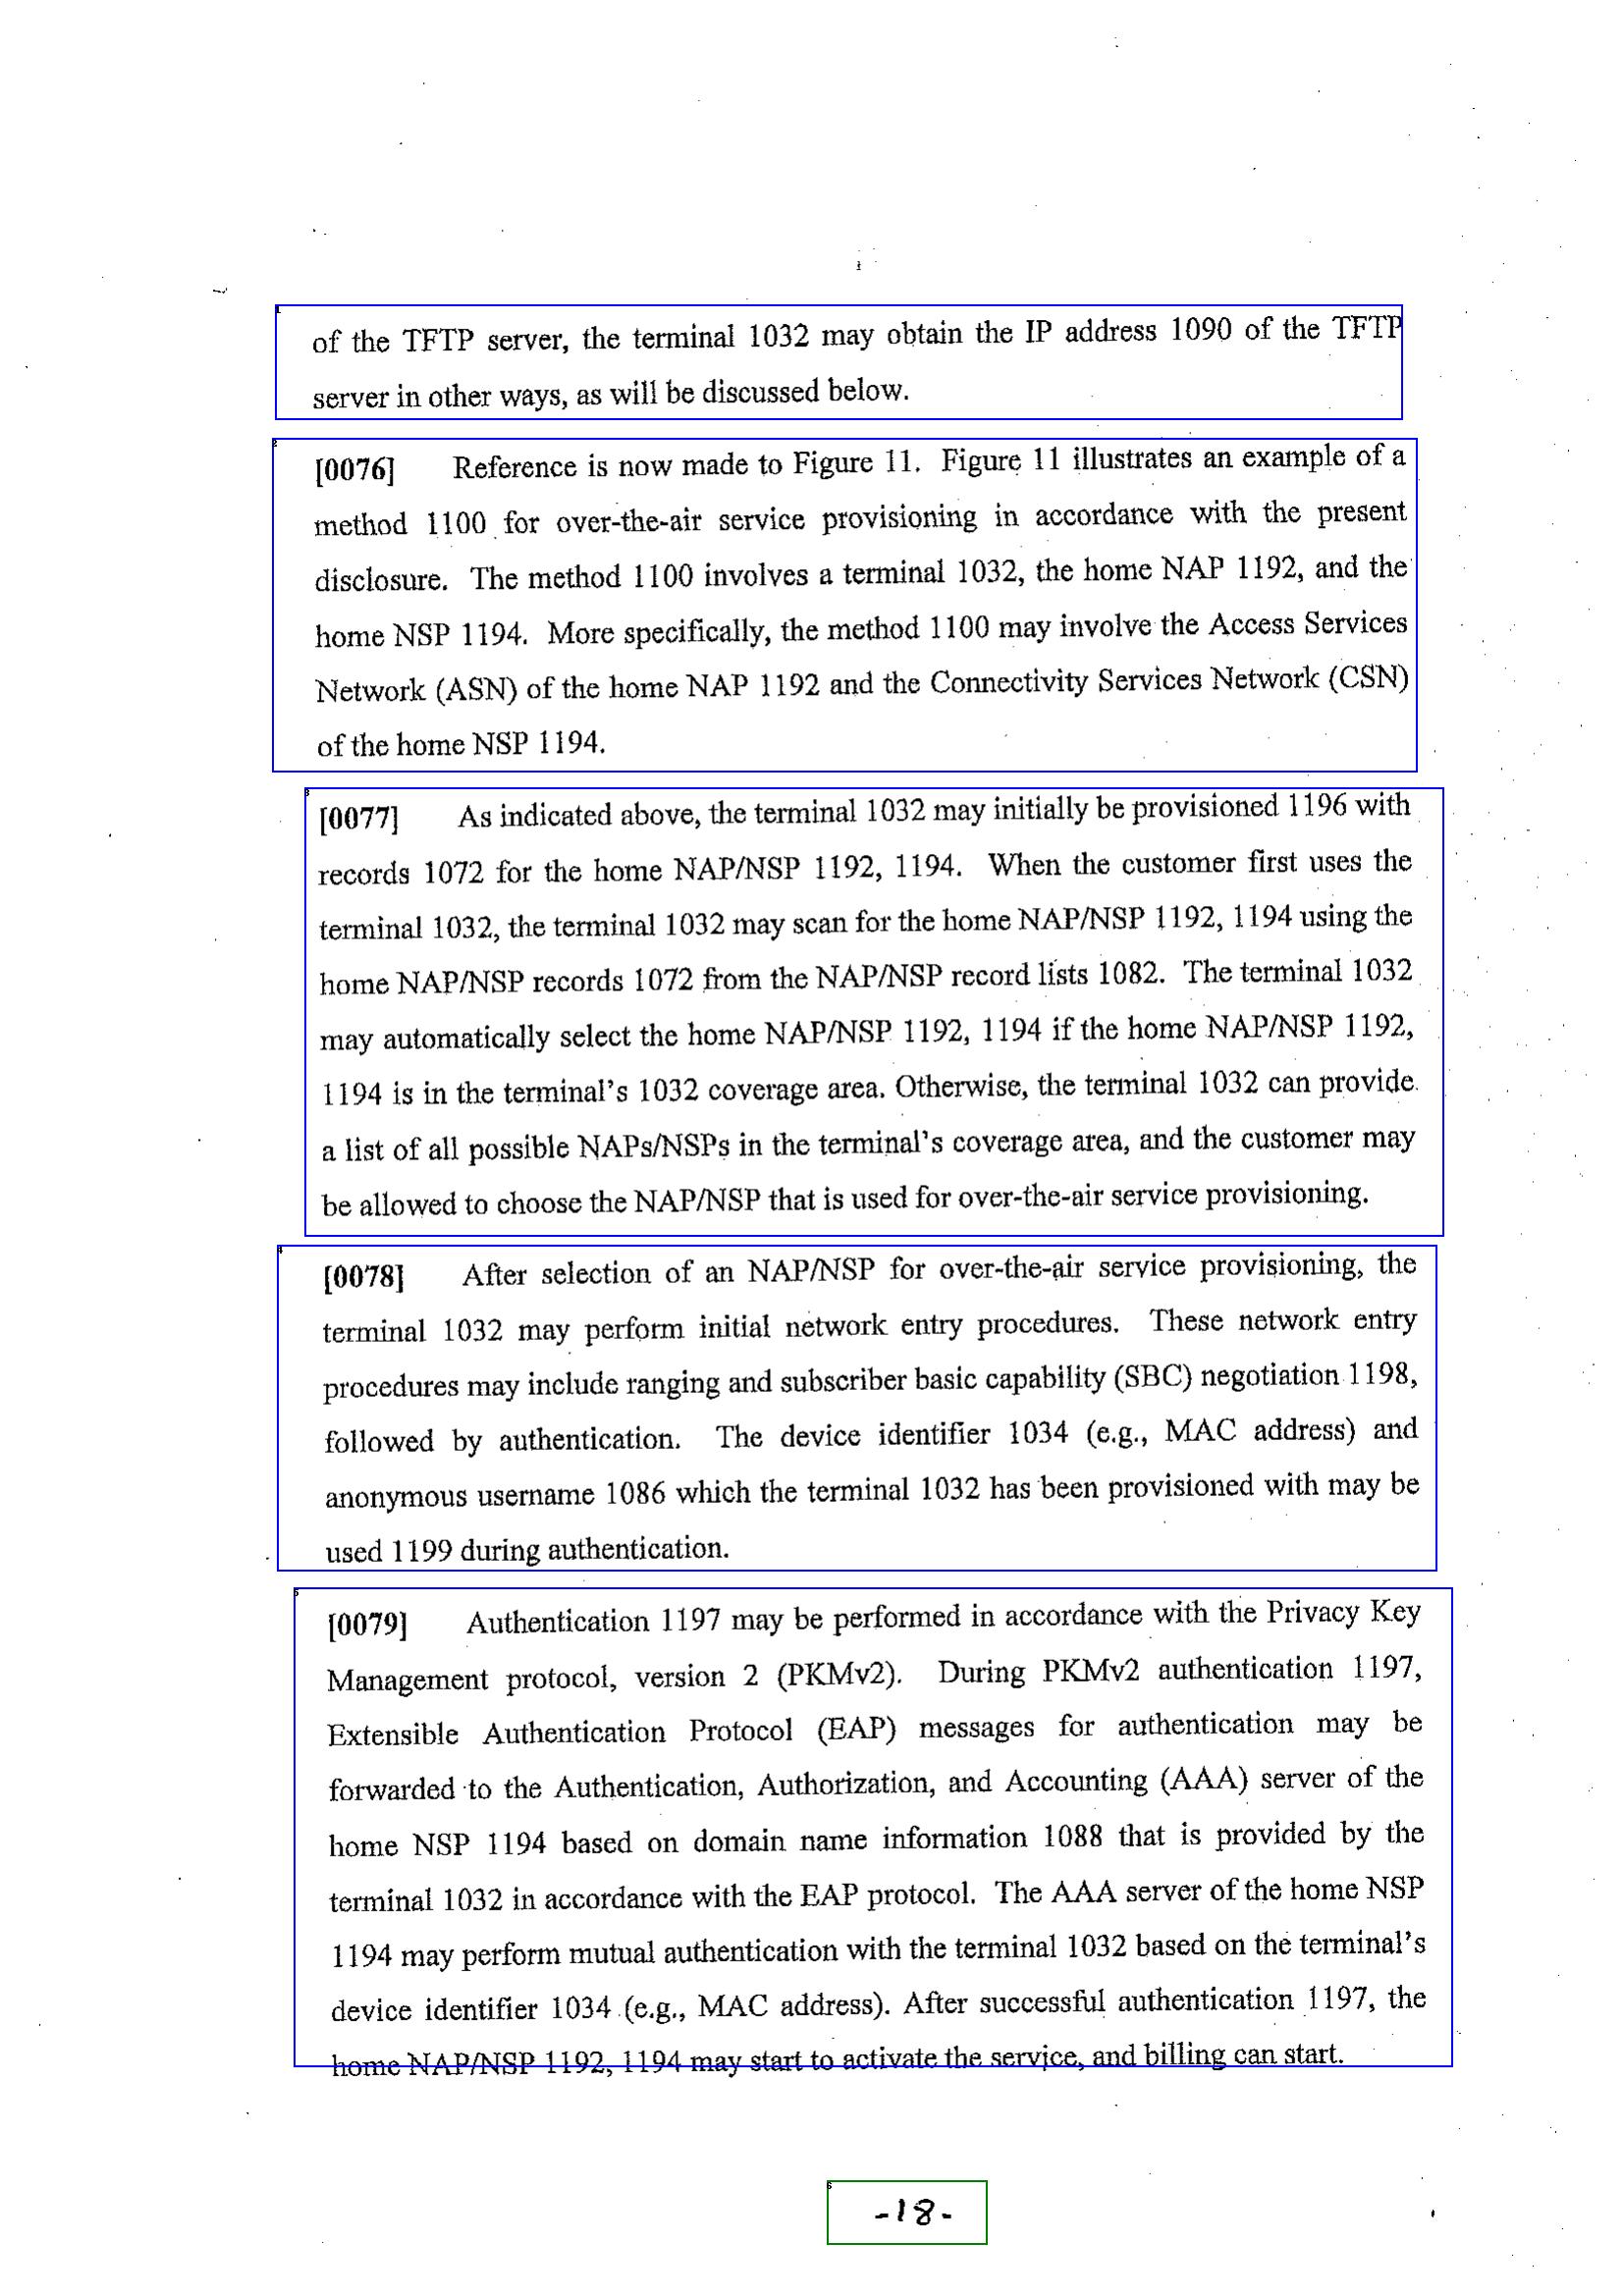 of the TFTP server, the terminal 1032 may obtain the IP address 1090 of the TFTP
server in other ways, as will be discussed below.
[0076] Reference is now made to Figure 11. Figure 11 illustrates an example of a
method 1100 for over-the-air service provisioning in accordance with the present
disclosure. The method 1100 involves a terminal 1032, the home NAP 1192, and the
home NSP 1194. More specifically, the method 1100 may involve the Access Services
Network (ASN) of the home NAP 1192 and the Connectivity Services Network (CSN)
of the home NSP 1194.
[0077] As indicated above, the terminal 1032 may initially be provisioned 1196 with
records 1072 for the home NAP/NSP 1192, 1194. When the customer first uses the
terminal 1032, the terminal 1032 may scan for the home NAP/NSP 1192, 1194 using the
home NAP/NSP records 1072 from the NAP/NSP record lists 1082. The terminal 1032
may automatically select the home NAP/NSP 1192, 1194 if the home NAP/NSP 1192,
1194 is in the terminal's 1032 coverage area. Otherwise, the terminal 1032 can provide
a list of all possible NAPs/NSPs in the terminal's coverage area, and the customer may
be allowed to choose the NAP/NSP that is used for over-the-air service provisioning.
[0078] After selection of an NAP/NSP for over-the-air service provisioning, the
terminal 1032 may perform initial network entry procedures. These network entry
procedures may include ranging and subscriber basic capability (SBC) negotiation 1198,
followed by authentication. The device identifier 1034 (e.g., MAC address) and
anonymous username 1086 which the terminal 1032 has been provisioned with may be
used 1199 during authentication.
[0079] Authentication 1197 may be performed in accordance with the Privacy Key
Management protocol, version 2 (PKMv2). During PKMv2 authentication 1197,
Extensible Authentication Protocol (EAP) messages for authentication may be
forwarded to the Authentication, Authorization, and Accounting (AAA) server of the
home NSP 1194 based on domain name information 1088 that is provided by the
terminal 1032 in accordance with the EAP protocol. The AAA server of the home NSP
1194 may perform mutual authentication with the terminal 1032 based on the terminal's
device identifier 1034 (e.g., MAC address). After successful authentication 1197, the
home NAP/NSP 1192, 1194 may start to activate the service, and billing can start.
-18-